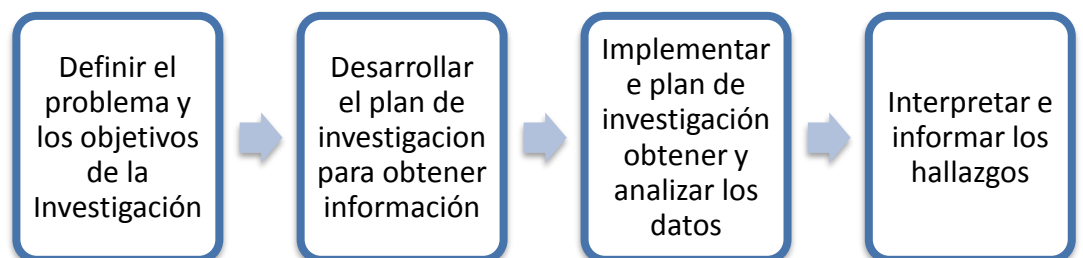 Definir el
problema y
los objetivos
de la
Investigación
Desarrollar
el plan de
investigacion
para obtener
información
Implementar
e plan de
investigación
obtener y
analizar los
datos
Interpretar e
informar los
hallazgos